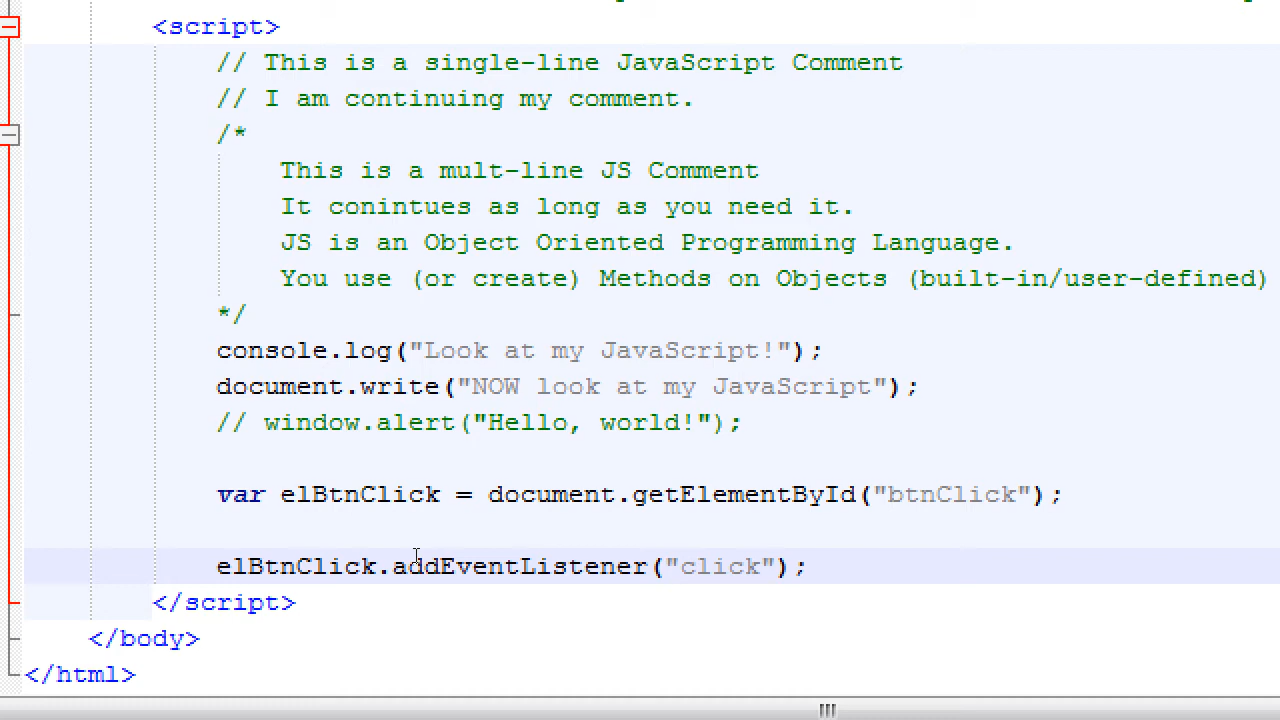 <script>
// This is a single-line JavaScript Comment
// I am continuing my comment.
/*
This is a mult-line JS Comment
It conintues as long as you need it.
JS is an Object Oriented Programming Language.
You use (or create) Methods on Objects (built-in/user-defined)
*/
console.log("Look at my JavaScript!");
document.write("NOW look at my JavaScript");
// window.alert("Hello, world!");
var elBtnClick = document.getElementById("btnClick");
elBtnClick.addEventListener("click");
</script>
</body>
</html>